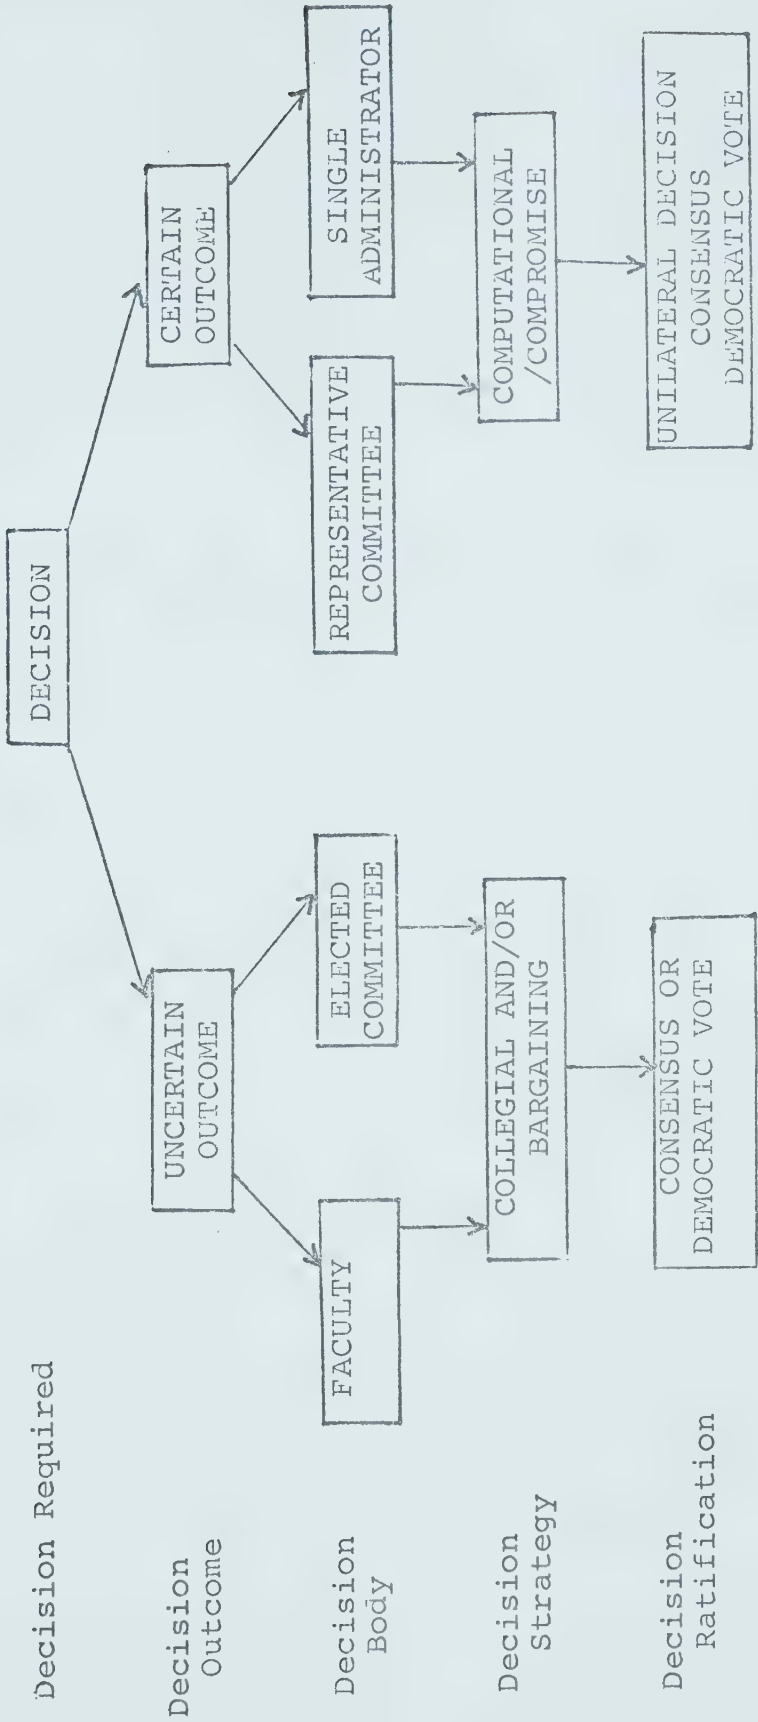 Decision Required
DECISION
Decision
Outcome
UNCERTAIN
OUTCOME
CERTAIN
OUTCOME
Decision
Body
FACULTY
ELECTED
COMMITTEE
REPRESENTATIVE
COMMITTEE
SINGLE
ADMINISTRATOR
Decision
Strategy
COLLEGIAL AND/OR
BARGAINING
COMPUTATIONAL
/COMPROMISE
Decision
Ratification
CONSENSUS OR
DEMOCRATIC VOTE
UNILATERAL DECISION
CONSENSUS
DEMOCRATIC VOTE